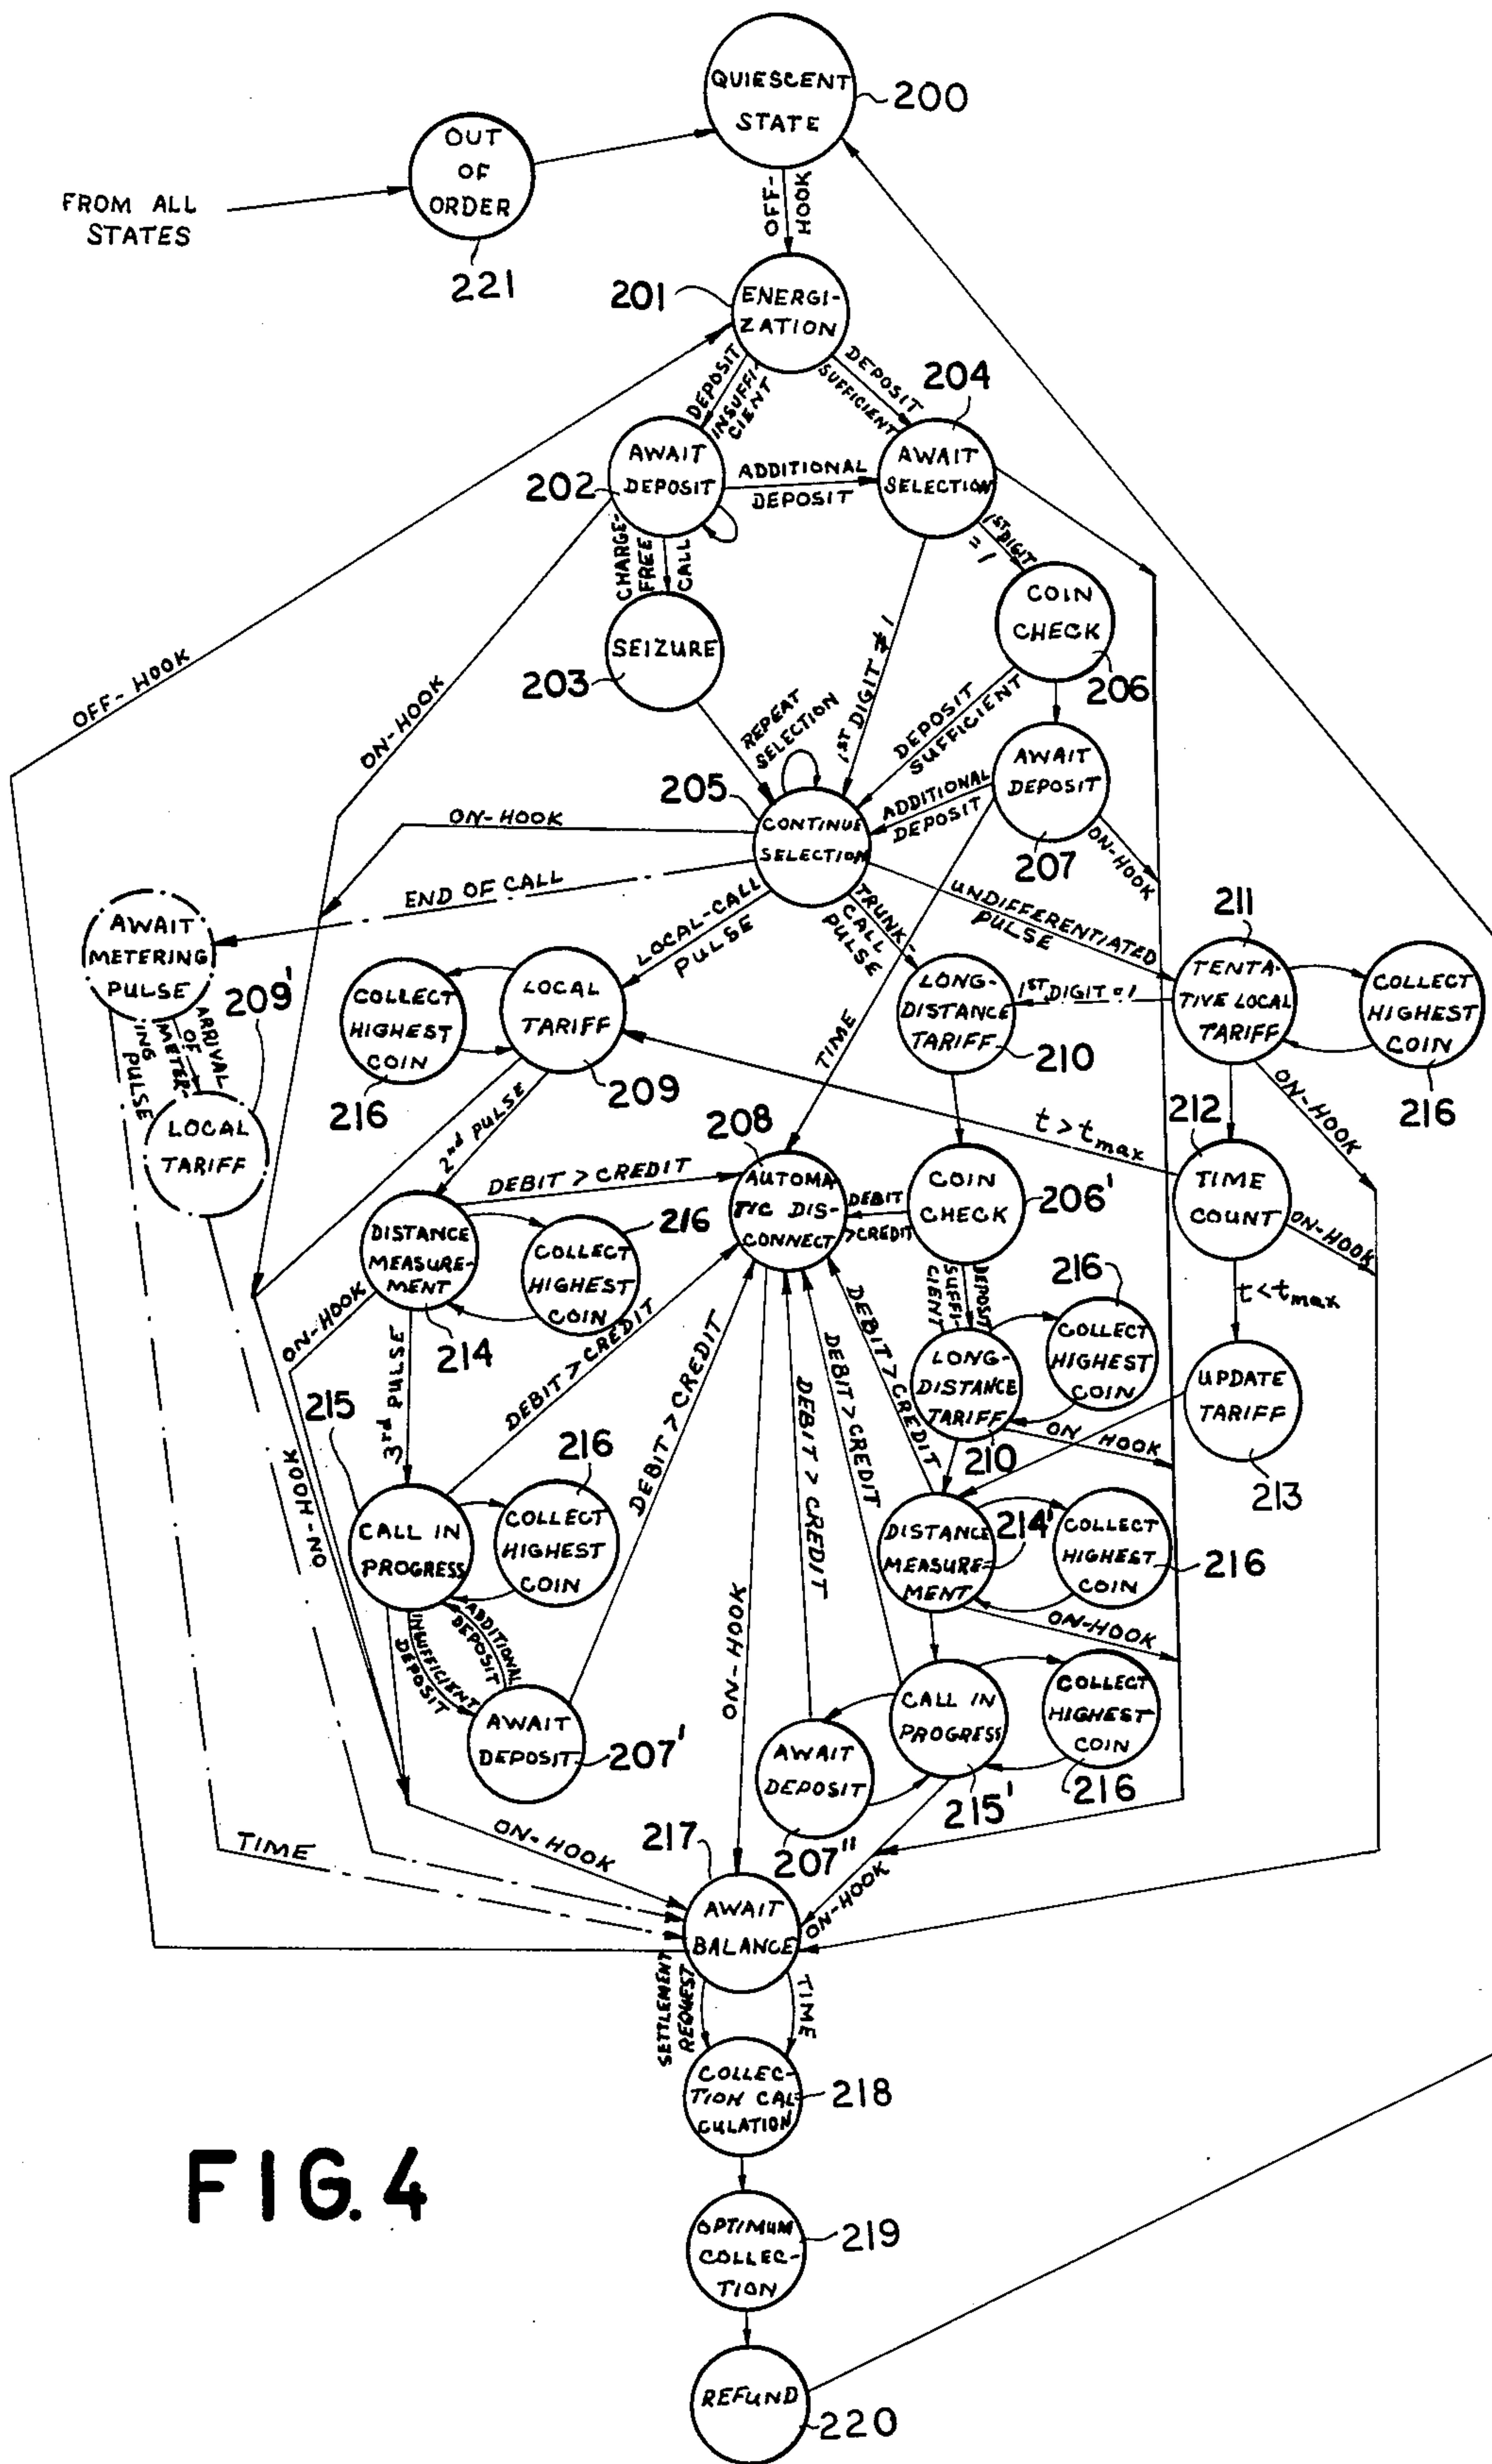 QUIESCENT
STATE
200
OUT
OF
ORDER
221
FROM ALL
STATES
OFF-
HOOK
201
ENERGI-
ZATION
DEPOSIT
INSUFFI-
CIENT
DEPOSIT
SUFFICIENT
204
AWAIT
DEPOSIT
202
ADDITIONAL
DEPOSIT
AWAIT
SELECTION
CHARGE-
FREE
CALL
1ST DIGIT
= 1
COIN
CHECK
206
SEIZURE
203
OFF-HOOK
ON-HOOK
REPEAT
SELECTION
1ST DIGIT ≠ 1
DEPOSIT
SUFFICIENT
AWAIT
DEPOSIT
207
ADDITIONAL
DEPOSIT
ON-HOOK
205
CONTINUE
SELECTION
ON-HOOK
END OF CALL
LOCAL-CALL
PULSE
TRUNK-
CALL
PULSE
UNDIFFERENTIATED
PULSE
211
AWAIT
METERING
PULSE
209'
ARRIVAL
OF
METER-
ING PULSE
LOCAL
TARIFF
COLLECT
HIGHEST
COIN
216
LOCAL
TARIFF
209
TIME
LONG-
DISTANCE
TARIFF
210
1ST DIGIT = 1
TENTA-
TIVE LOCAL
TARIFF
COLLECT
HIGHEST
COIN
216
ON-HOOK
2nd PULSE
208
t > tmax
212
TIME
COUNT
ON-HOOK
DEBIT > CREDIT
AUTOMA-
TIC DIS-
CONNECT
DEBIT
>CREDIT
COIN
CHECK
206'
DISTANCE
MEASURE-
MENT
214
COLLECT
HIGHEST
COIN
216
ON-HOOK
3rd PULSE
DEBIT > CREDIT
DEBIT > CREDIT
DEBIT > CREDIT
DEBIT > CREDIT
DEBIT > CREDIT
DEPOSIT
SUFFI-
CIENT
216
COLLECT
HIGHEST
COIN
t < tmax
LONG-
DISTANCE
TARIFF
210
ON HOOK
UPDATE
TARIFF
213
215
CALL IN
PROGRESS
216
COLLECT
HIGHEST
COIN
ON-HOOK
DISTANCE
MEASURE-
MENT
214'
COLLECT
HIGHEST
COIN
216
ON-HOOK
INSUFFICIENT
DEPOSIT
ADDITIONAL
DEPOSIT
AWAIT
DEPOSIT
207'
ON-HOOK
CALL IN
PROGRESS
215'
COLLECT
HIGHEST
COIN
216
AWAIT
DEPOSIT
207"
TIME
ON-HOOK
217
AWAIT
BALANCE
ON-HOOK
SETTLEMENT
REQUEST
TIME
COLLEC-
TION CAL-
CULATION
218
OPTIMUM
COLLEC-
TION
219
REFUND
220
FIG. 4